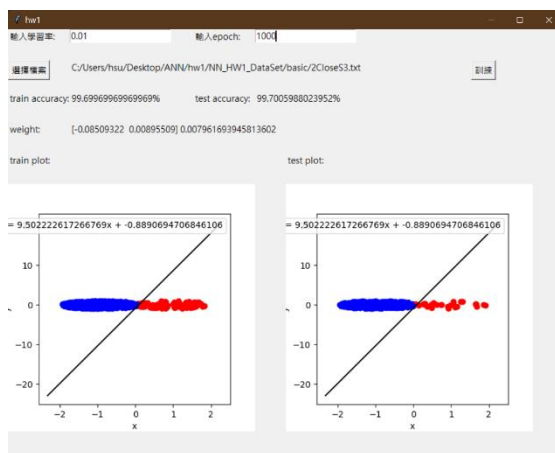 hw1
輸入學習率: 0.01 輸入epoch: 1000
選擇檔案 C:/Users/hsu/Desktop/ANN/hw1/NN_HW1_DataSet/basic/2CloseS3.txt 訓練
train accuracy: 99.69969969969969% test accuracy: 99.7005988023952%
weight: [-0.08509322 0.00895509] 0.007961693945813602
train plot: test plot:
= 9.502222617266769x + -0.8890694706846106 = 9.502222617266769x + -0.8890694706846106
10 10
0 0
−10 −10
−20 −20
−2 −1 0 1 2 −2 −1 0 1 2
x x